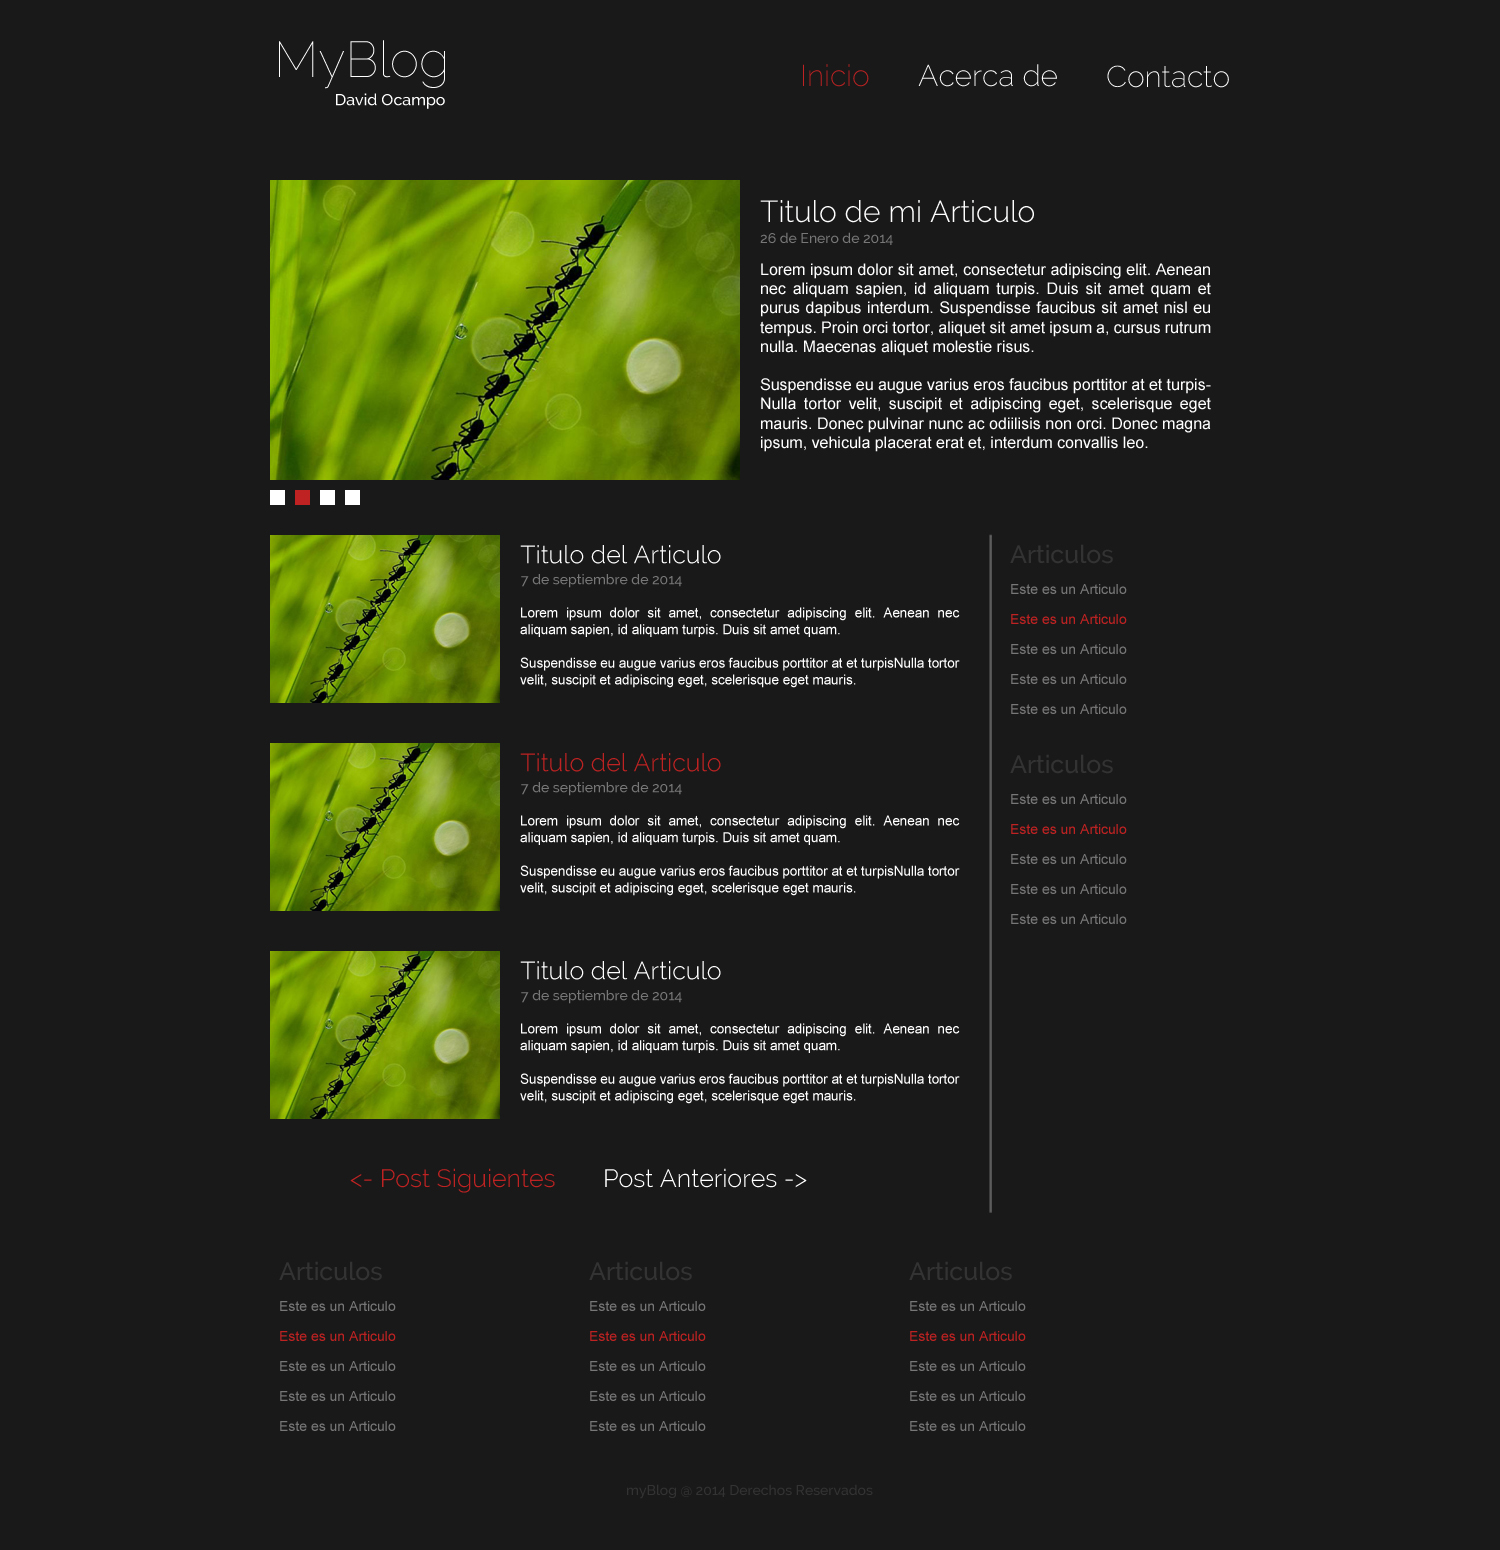 MyBlog
David Ocampo
Inicio Acerca de Contacto
Titulo de mi Articulo
26 de Enero de 2014
Lorem ipsum dolor sit amet, consectetur adipiscing elit. Aenean
nec aliquam sapien, id aliquam turpis. Duis sit amet quam et
purus dapibus interdum. Suspendisse faucibus sit amet nisl eu
tempus. Proin orci tortor, aliquet sit amet ipsum a, cursus rutrum
nulla. Maecenas aliquet molestie risus.
Suspendisse eu augue varius eros faucibus porttitor at et turpis-
Nulla tortor velit, suscipit et adipiscing eget, scelerisque eget
mauris. Donec pulvinar nunc ac odiilisis non orci. Donec magna
ipsum, vehicula placerat erat et, interdum convallis leo.
Titulo del Articulo
7 de septiembre de 2014
Lorem ipsum dolor sit amet, consectetur adipiscing elit. Aenean nec
aliquam sapien, id aliquam turpis. Duis sit amet quam.
Suspendisse eu augue varius eros faucibus porttitor at et turpisNulla tortor
velit, suscipit et adipiscing eget, scelerisque eget mauris.
Titulo del Articulo
7 de septiembre de 2014
Lorem ipsum dolor sit amet, consectetur adipiscing elit. Aenean nec
aliquam sapien, id aliquam turpis. Duis sit amet quam.
Suspendisse eu augue varius eros faucibus porttitor at et turpisNulla tortor
velit, suscipit et adipiscing eget, scelerisque eget mauris.
Titulo del Articulo
7 de septiembre de 2014
Lorem ipsum dolor sit amet, consectetur adipiscing elit. Aenean nec
aliquam sapien, id aliquam turpis. Duis sit amet quam.
Suspendisse eu augue varius eros faucibus porttitor at et turpisNulla tortor
velit, suscipit et adipiscing eget, scelerisque eget mauris.
<- Post Siguientes Post Anteriores ->
Articulos
Este es un Articulo
Este es un Articulo
Este es un Articulo
Este es un Articulo
Este es un Articulo
Articulos
Este es un Articulo
Este es un Articulo
Este es un Articulo
Este es un Articulo
Este es un Articulo
Articulos
Este es un Articulo
Este es un Articulo
Este es un Articulo
Este es un Articulo
Este es un Articulo
Articulos
Este es un Articulo
Este es un Articulo
Este es un Articulo
Este es un Articulo
Este es un Articulo
Articulos
Este es un Articulo
Este es un Articulo
Este es un Articulo
Este es un Articulo
Este es un Articulo
myBlog @ 2014 Derechos Reservados